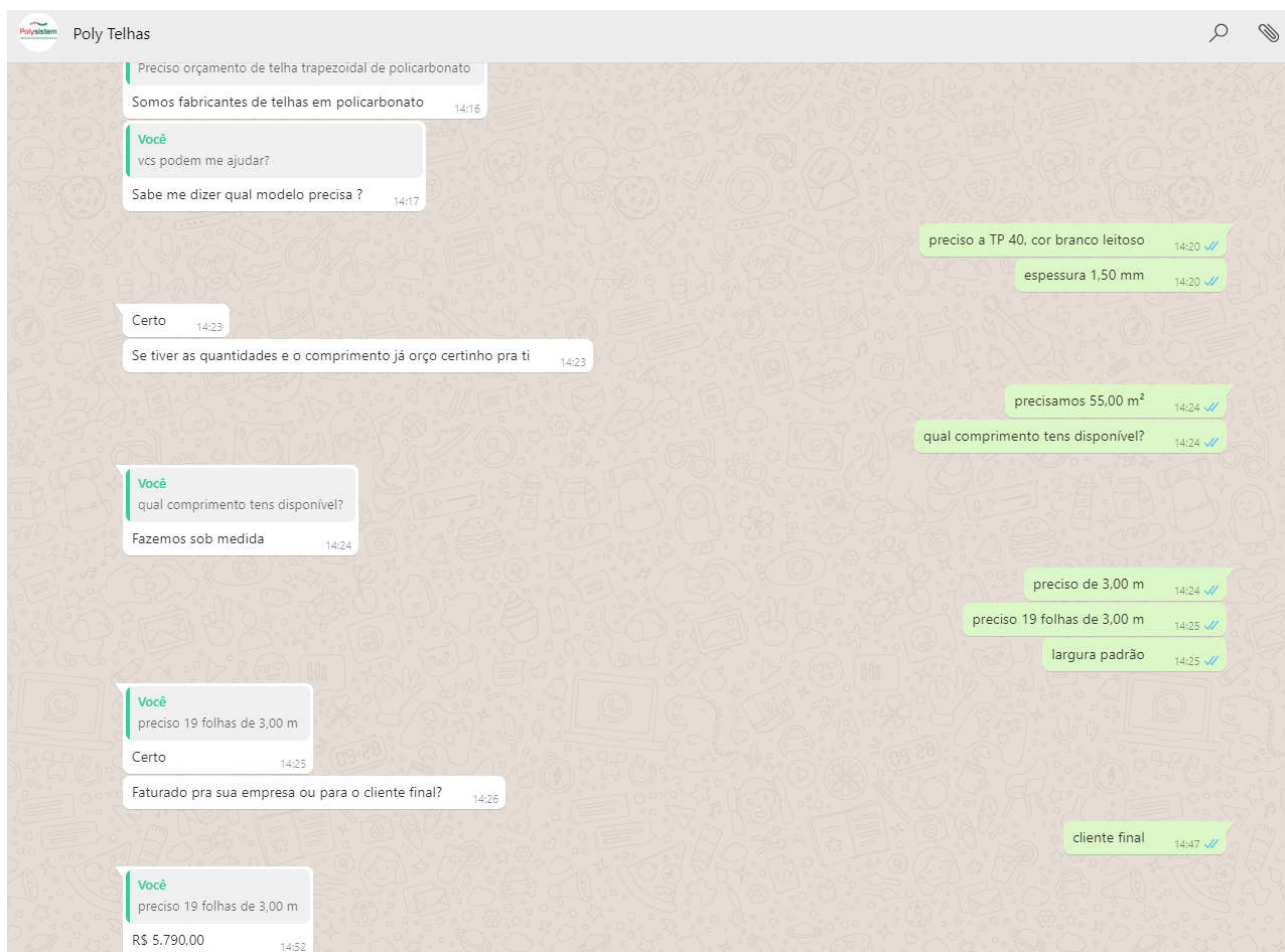 Polysistem
Poly Telhas
Preciso orçamento de telha trapezoidal de policarbonato
Somos fabricantes de telhas em policarbonato 14:16
Você
vcs podem me ajudar?
Sabe me dizer qual modelo precisa ? 14:17
preciso a TP 40, cor branco leitoso 14:20
espessura 1,50 mm 14:20
Certo 14:23
Se tiver as quantidades e o comprimento já orço certinho pra ti 14:23
precisamos 55,00 m² 14:24
qual comprimento tens disponível? 14:24
Você
qual comprimento tens disponível?
Fazemos sob medida 14:24
preciso de 3,00 m 14:24
preciso 19 folhas de 3,00 m 14:25
largura padrão 14:25
Você
preciso 19 folhas de 3,00 m
Certo 14:25
Faturado pra sua empresa ou para o cliente final? 14:26
cliente final 14:47
Você
preciso 19 folhas de 3,00 m
R$ 5.790,00 14:52